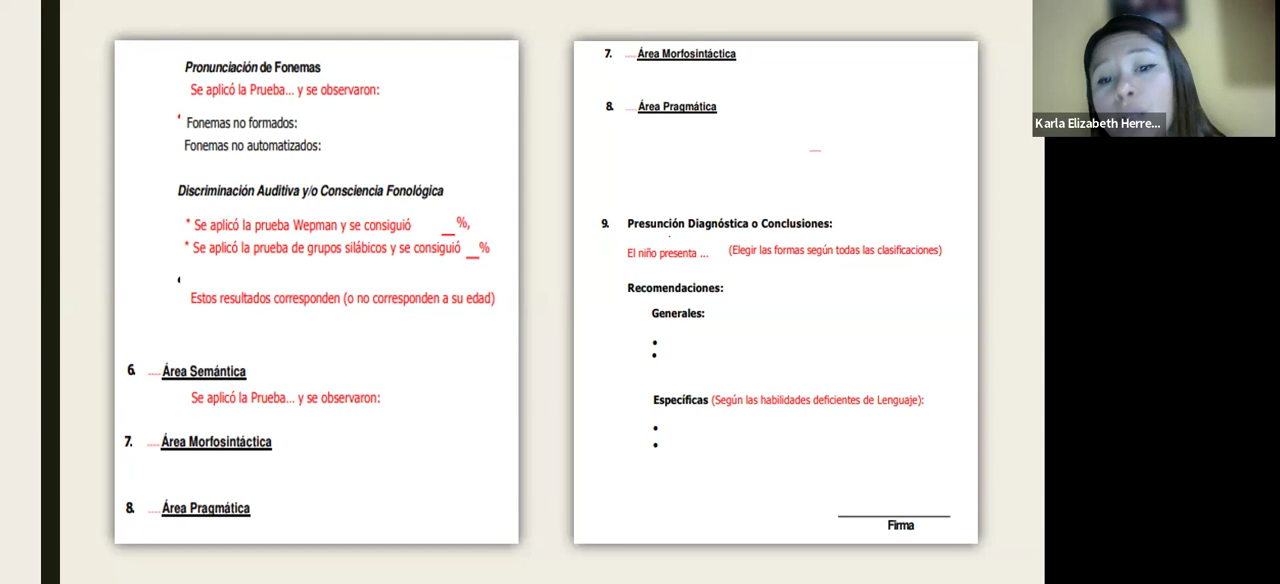 Pronunciación de Fonemas
Se aplicó la Prueba... y se observaron:
* Fonemas no formados:
Fonemas no automatizados:
Discriminación Auditiva y/o Consciencia Fonológica
* Se aplicó la prueba Wepman y se consiguió __%,
* Se aplicó la prueba de grupos silábicos y se consiguió __%
Estos resultados corresponden (o no corresponden a su edad)
6. ....Área Semántica
Se aplicó la Prueba... y se observaron:
7. ....Área Morfosintáctica
8. ....Área Pragmática
7. ....Área Morfosintáctica
8. ....Área Pragmática
9. Presunción Diagnóstica o Conclusiones:
El niño presenta ... (Elegir las formas según todas las clasificaciones)
Recomendaciones:
Generales:
•
•
Específicas (Según las habilidades deficientes de Lenguaje):
•
•
Firma
Karla Elizabeth Herre...